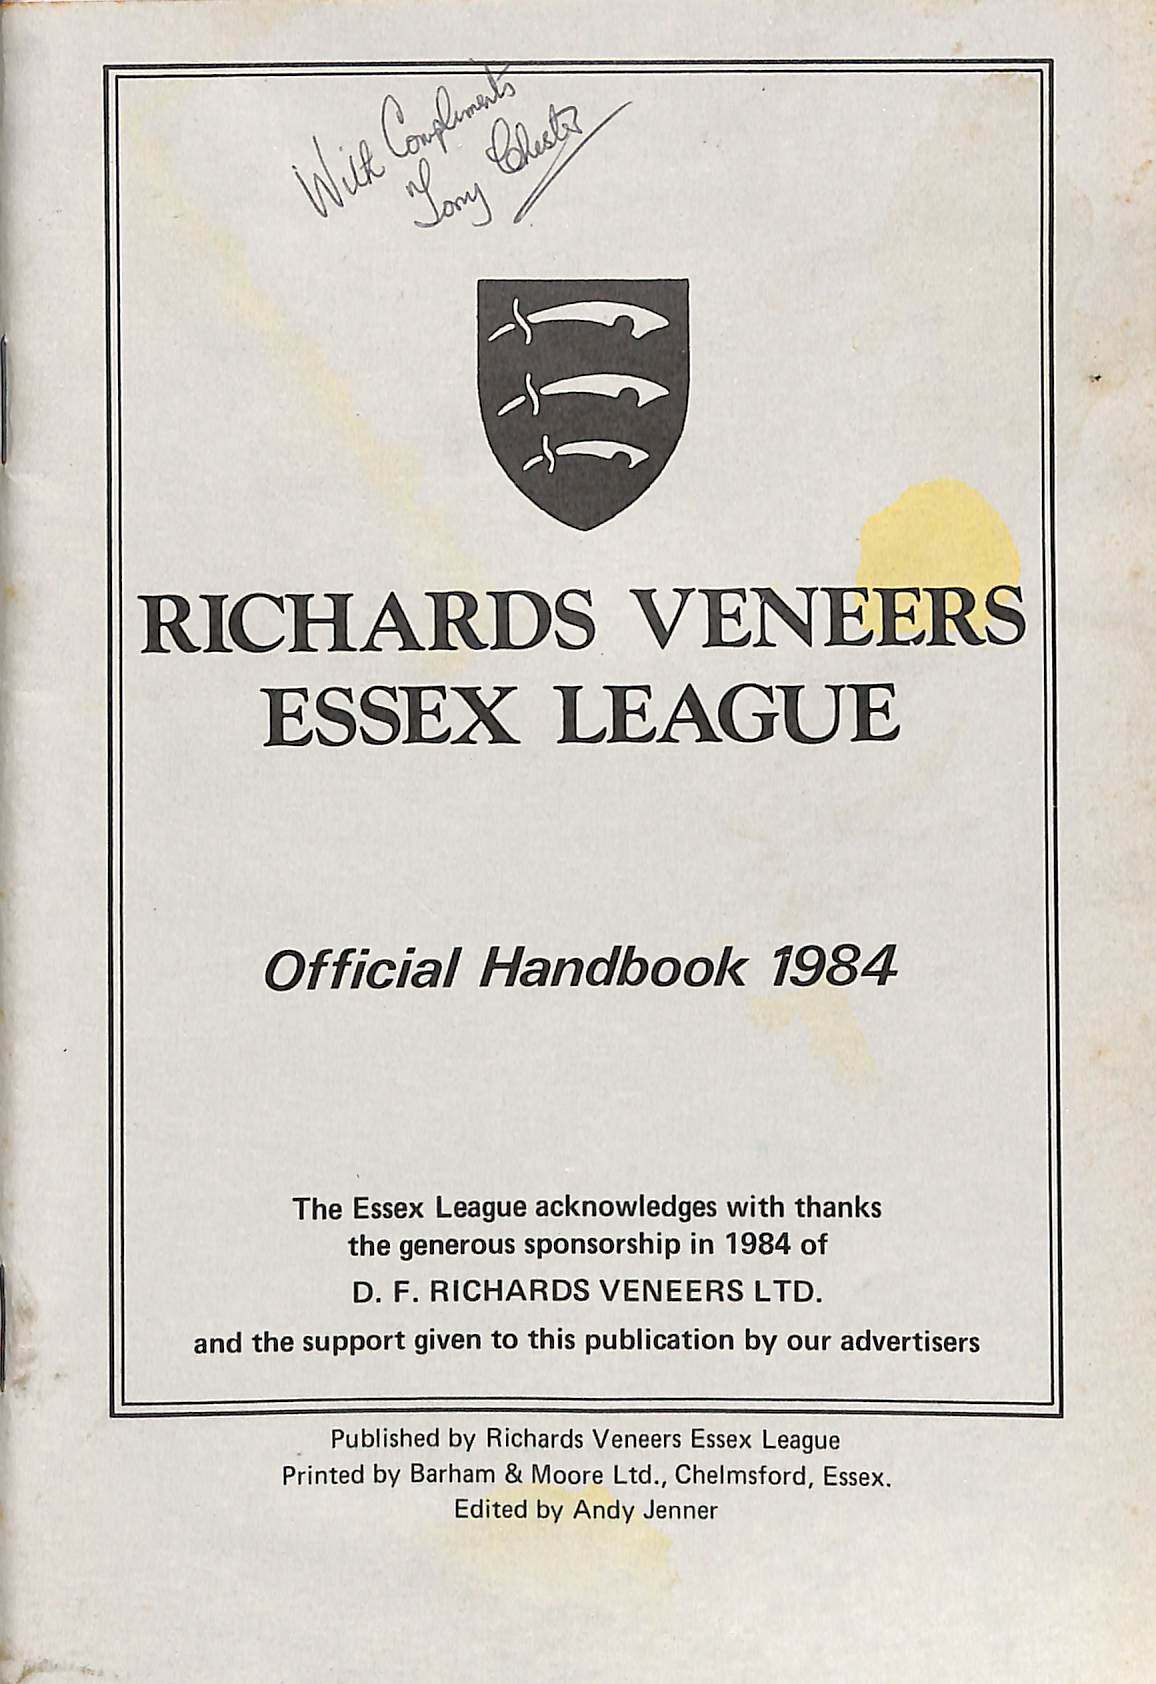 With Compliments
Tony Chester
RICHARDS VENEERS
ESSEX LEAGUE
Official Handbook 1984
The Essex League acknowledges with thanks
the generous sponsorship in 1984 of
D. F. RICHARDS VENEERS LTD.
and the support given to this publication by our advertisers
Published by Richards Veneers Essex League
Printed by Barham & Moore Ltd., Chelmsford, Essex.
Edited by Andy Jenner